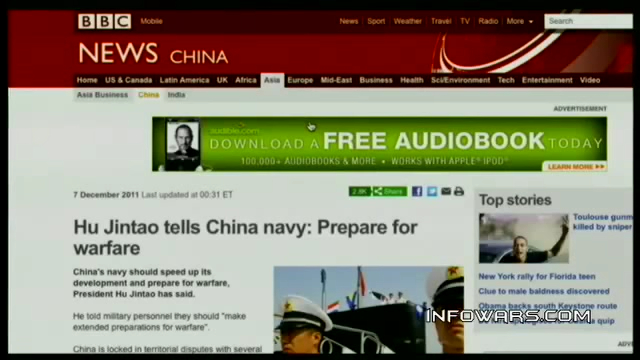 BBC Mobile News Sport Weather Travel TV Radio More Search
NEWS CHINA
Home US & Canada Latin America UK Africa Asia Europe Mid-East Business Health Sci/Environment Tech Entertainment Video
Asia Business China India
ADVERTISEMENT
audible.com
DOWNLOAD A FREE AUDIOBOOK TODAY
100,000+ AUDIOBOOKS & MORE • WORKS WITH APPLE® IPOD®
LEARN MORE
7 December 2011 Last updated at 00:31 ET
2.8K Share
Hu Jintao tells China navy: Prepare for
warfare
China's navy should speed up its
development and prepare for warfare,
President Hu Jintao has said.
He told military personnel they should "make
extended preparations for warfare".
China is locked in territorial disputes with several
Top stories
Toulouse gunm
killed by sniper
New York rally for Florida teen
Clue to male baldness discovered
Obama backs south Keystone route
quip
INFOWARS.COM
ADVERTISEMENT